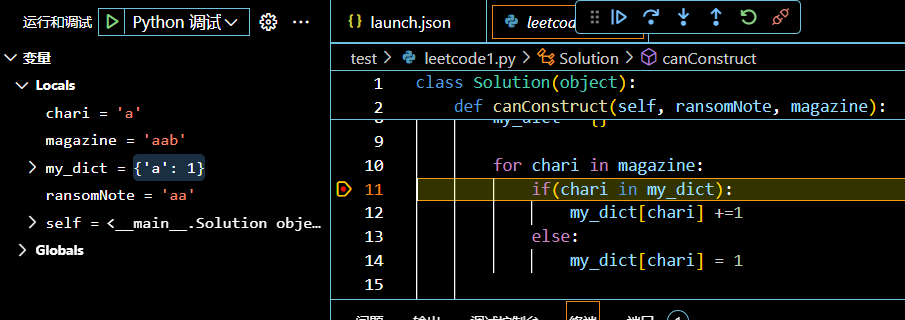 运行和调试 Python 调试
变量
Locals
chari = 'a'
magazine = 'aab'
my_dict = {'a': 1}
ransomNote = 'aa'
self = <__main__.Solution obje…
Globals
launch.json
leetcod
test > leetcode1.py > Solution > canConstruct
1 class Solution(object):
2 def canConstruct(self, ransomNote, magazine):
9
10 for chari in magazine:
11 if(chari in my_dict):
12 my_dict[chari] +=1
13 else:
14 my_dict[chari] = 1
15
问题 输出 调试控制台 终端 端口 1